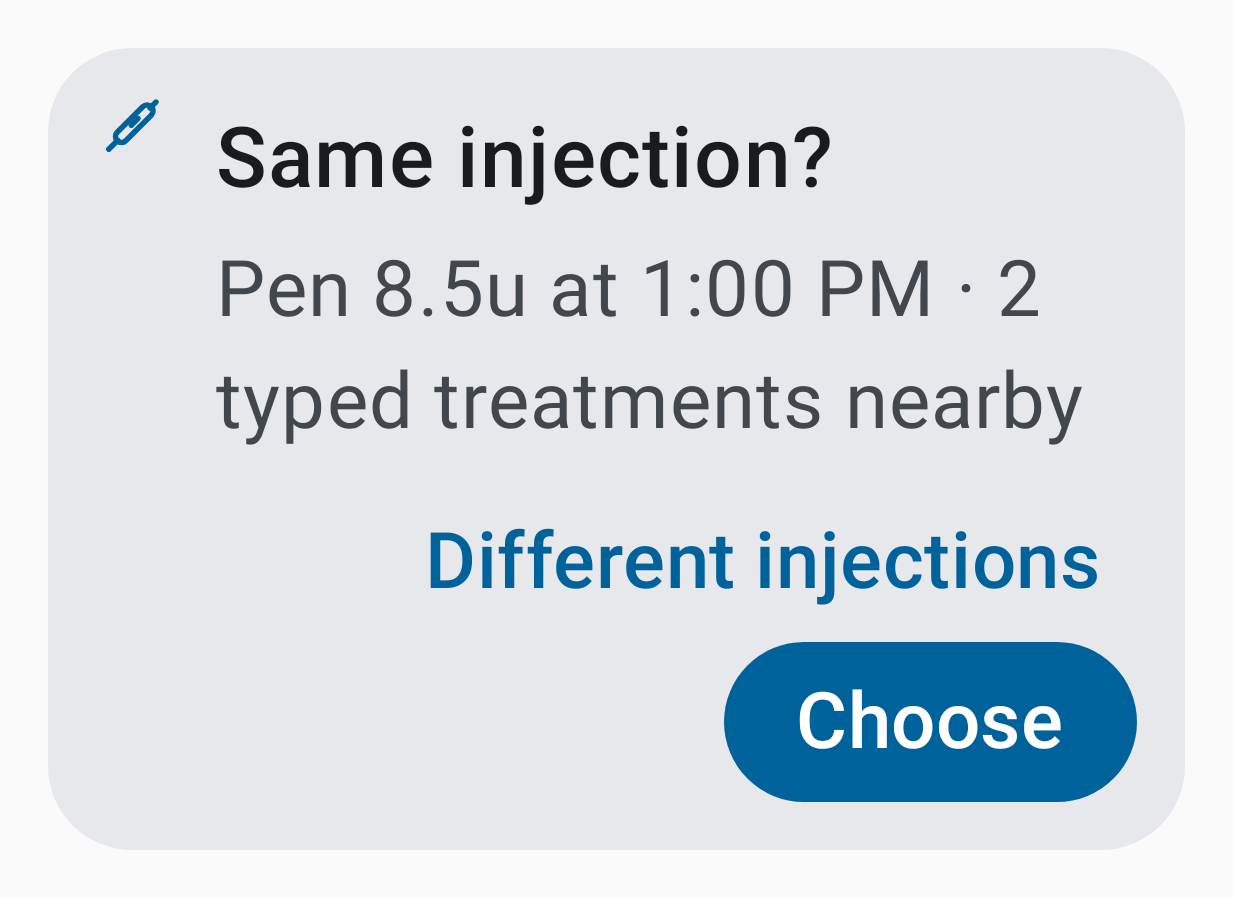 Same injection?
Pen 8.5u at 1:00 PM · 2
typed treatments nearby
Different injections
Choose